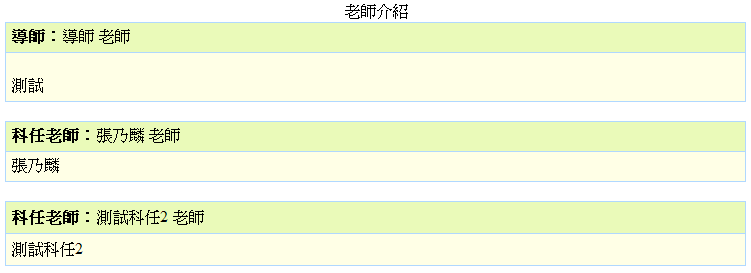 老師介紹
導師：導師 老師
測試
科任老師：張乃麟 老師
張乃麟
科任老師：測試科任2 老師
測試科任2